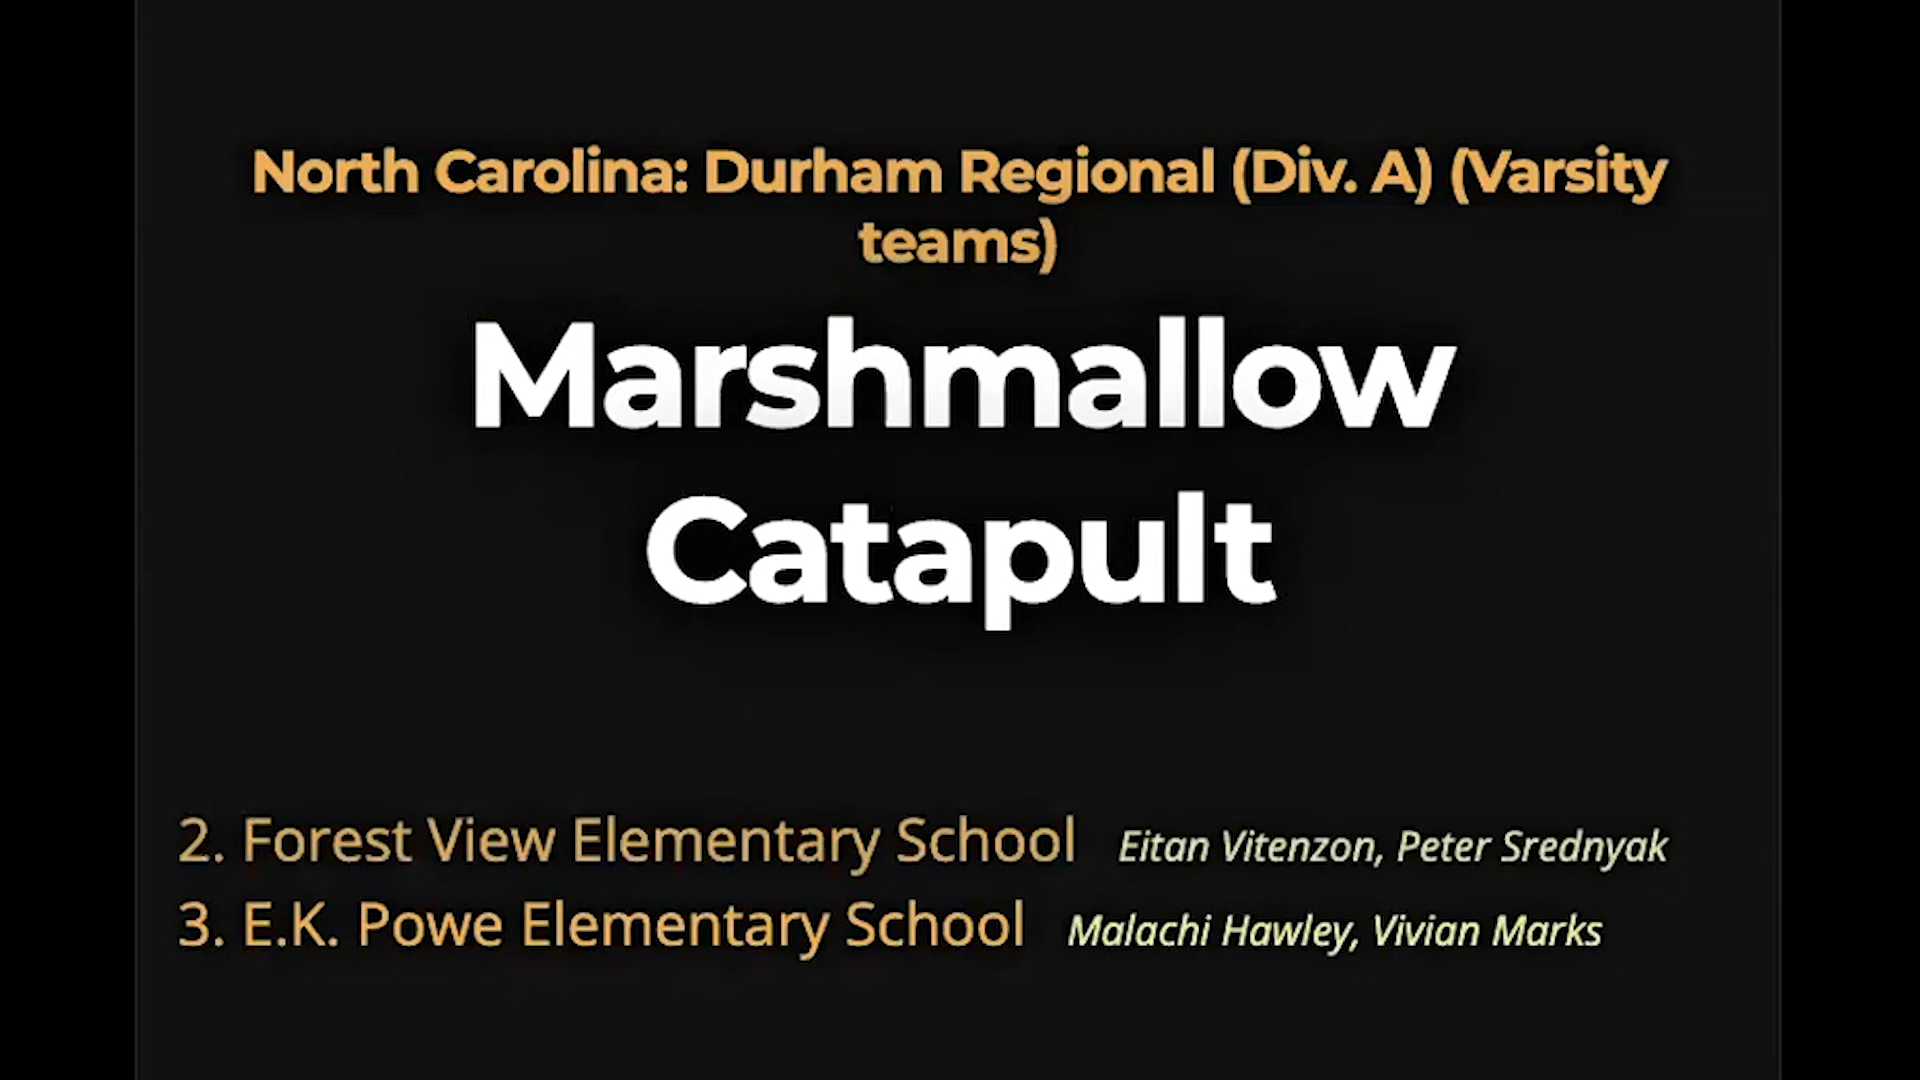 North Carolina: Durham Regional (Div. A) (Varsity
teams)
Marshmallow
Catapult
2. Forest View Elementary School Eitan Vitenzon, Peter Srednyak
3. E.K. Powe Elementary School Malachi Hawley, Vivian Marks